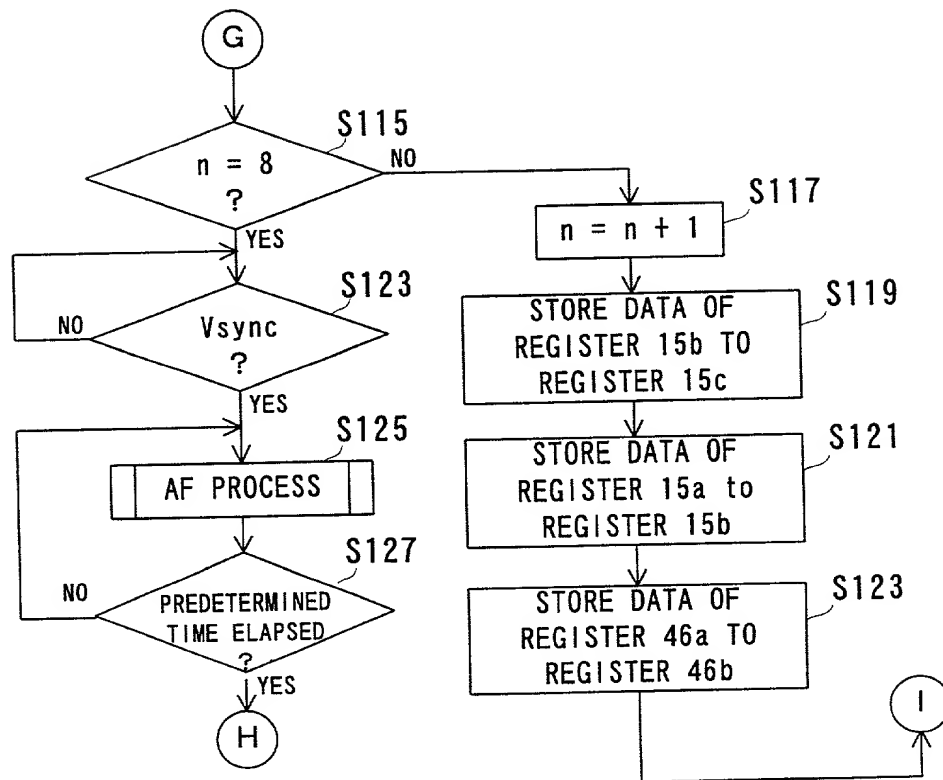 G
S115
n = 8
?
NO
YES
S117
n = n + 1
S123
Vsync
?
NO
YES
S119
STORE DATA OF
REGISTER 15b TO
REGISTER 15c
S125
AF PROCESS
S121
STORE DATA OF
REGISTER 15a to
REGISTER 15b
S127
PREDETERMINED
TIME ELAPSED
?
NO
YES
S123
STORE DATA OF
REGISTER 46a TO
REGISTER 46b
H
I